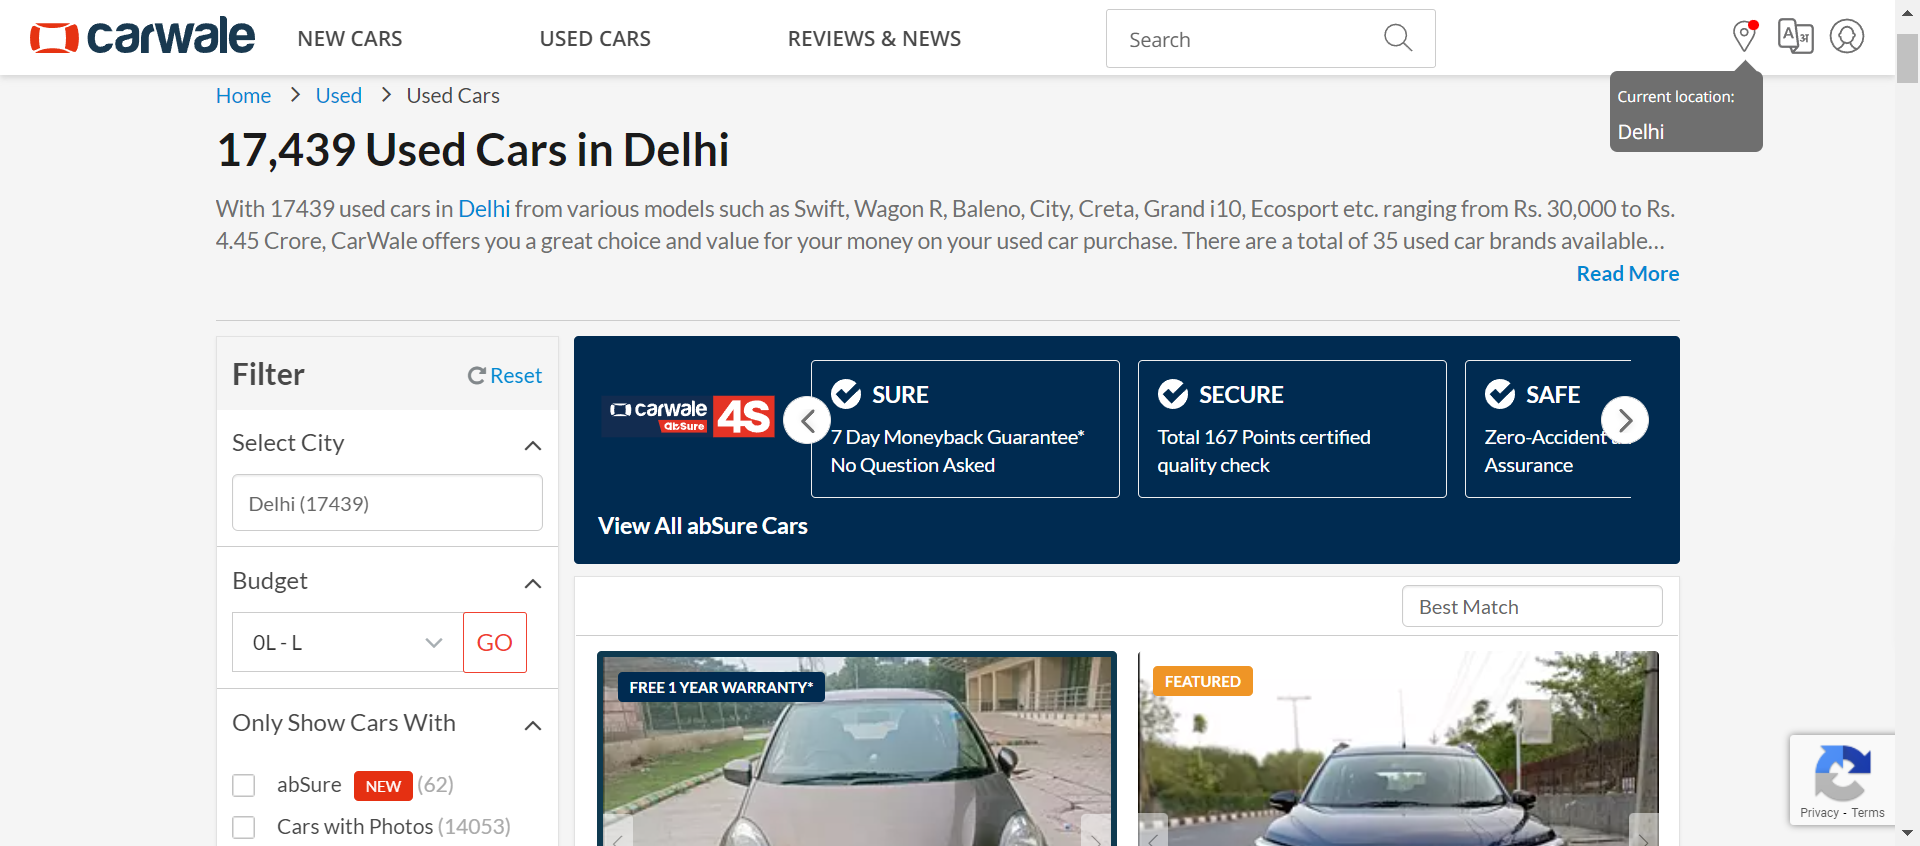 carwale NEW CARS USED CARS REVIEWS & NEWS Search A अ
Current location:
Delhi
Home > Used > Used Cars
17,439 Used Cars in Delhi
With 17439 used cars in Delhi from various models such as Swift, Wagon R, Baleno, City, Creta, Grand i10, Ecosport etc. ranging from Rs. 30,000 to Rs.
4.45 Crore, CarWale offers you a great choice and value for your money on your used car purchase. There are a total of 35 used car brands available...
Read More
Filter Reset
Select City
Delhi (17439)
Budget
0L - L GO
Only Show Cars With
abSure NEW (62)
Cars with Photos (14053)
carwale
abSure
4S
SURE
7 Day Moneyback Guarantee*
No Question Asked
SECURE
Total 167 Points certified
quality check
SAFE
Zero-Accident
Assurance
View All abSure Cars
Best Match
FREE 1 YEAR WARRANTY*
FEATURED
Privacy - Terms